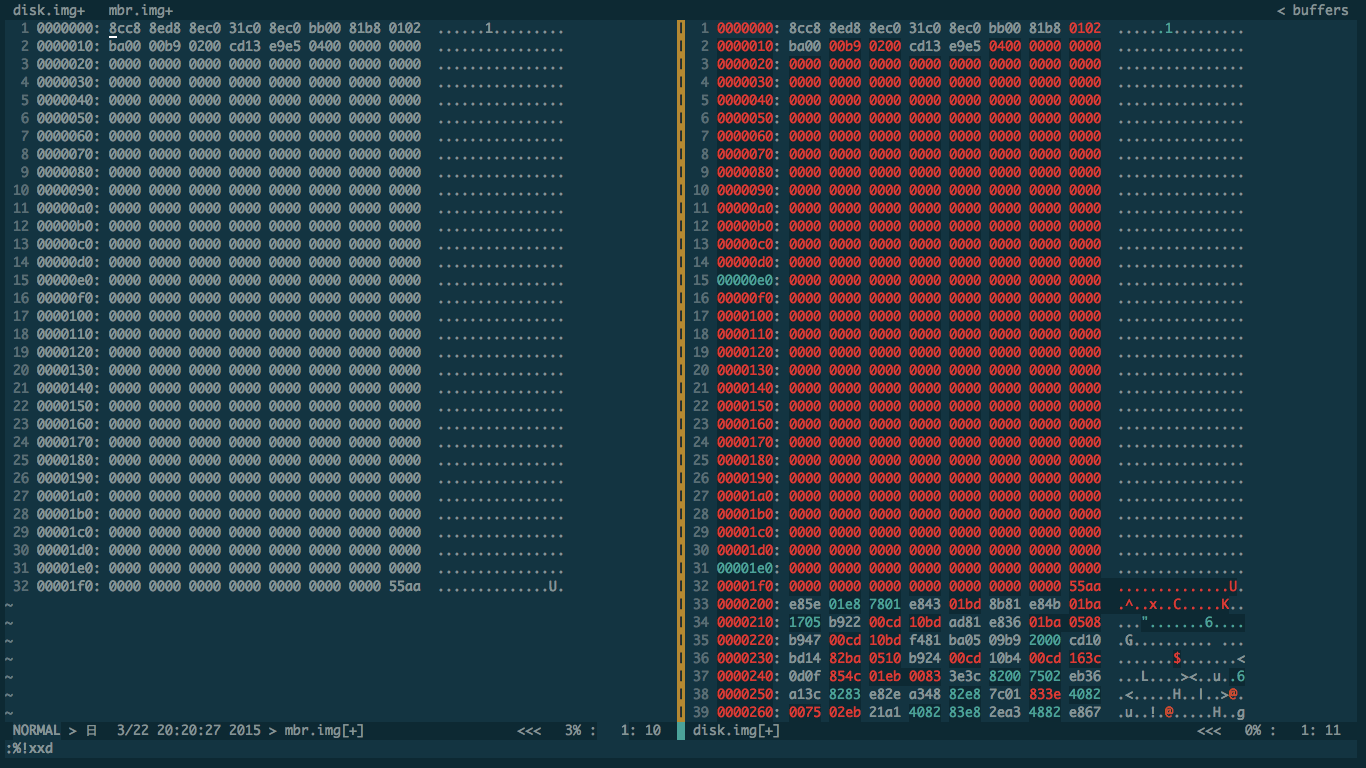 disk.img+ mbr.img+ < buffers
1 0000000: 8cc8 8ed8 8ec0 31c0 8ec0 bb00 81b8 0102 ......1.........
2 0000010: ba00 00b9 0200 cd13 e9e5 0400 0000 0000 ................
3 0000020: 0000 0000 0000 0000 0000 0000 0000 0000 ................
4 0000030: 0000 0000 0000 0000 0000 0000 0000 0000 ................
5 0000040: 0000 0000 0000 0000 0000 0000 0000 0000 ................
6 0000050: 0000 0000 0000 0000 0000 0000 0000 0000 ................
7 0000060: 0000 0000 0000 0000 0000 0000 0000 0000 ................
8 0000070: 0000 0000 0000 0000 0000 0000 0000 0000 ................
9 0000080: 0000 0000 0000 0000 0000 0000 0000 0000 ................
10 0000090: 0000 0000 0000 0000 0000 0000 0000 0000 ................
11 00000a0: 0000 0000 0000 0000 0000 0000 0000 0000 ................
12 00000b0: 0000 0000 0000 0000 0000 0000 0000 0000 ................
13 00000c0: 0000 0000 0000 0000 0000 0000 0000 0000 ................
14 00000d0: 0000 0000 0000 0000 0000 0000 0000 0000 ................
15 00000e0: 0000 0000 0000 0000 0000 0000 0000 0000 ................
16 00000f0: 0000 0000 0000 0000 0000 0000 0000 0000 ................
17 0000100: 0000 0000 0000 0000 0000 0000 0000 0000 ................
18 0000110: 0000 0000 0000 0000 0000 0000 0000 0000 ................
19 0000120: 0000 0000 0000 0000 0000 0000 0000 0000 ................
20 0000130: 0000 0000 0000 0000 0000 0000 0000 0000 ................
21 0000140: 0000 0000 0000 0000 0000 0000 0000 0000 ................
22 0000150: 0000 0000 0000 0000 0000 0000 0000 0000 ................
23 0000160: 0000 0000 0000 0000 0000 0000 0000 0000 ................
24 0000170: 0000 0000 0000 0000 0000 0000 0000 0000 ................
25 0000180: 0000 0000 0000 0000 0000 0000 0000 0000 ................
26 0000190: 0000 0000 0000 0000 0000 0000 0000 0000 ................
27 00001a0: 0000 0000 0000 0000 0000 0000 0000 0000 ................
28 00001b0: 0000 0000 0000 0000 0000 0000 0000 0000 ................
29 00001c0: 0000 0000 0000 0000 0000 0000 0000 0000 ................
30 00001d0: 0000 0000 0000 0000 0000 0000 0000 0000 ................
31 00001e0: 0000 0000 0000 0000 0000 0000 0000 0000 ................
32 00001f0: 0000 0000 0000 0000 0000 0000 0000 55aa ..............U.
~
~
~
~
~
~
~
1 0000000: 8cc8 8ed8 8ec0 31c0 8ec0 bb00 81b8 0102 ......1.........
2 0000010: ba00 00b9 0200 cd13 e9e5 0400 0000 0000 ................
3 0000020: 0000 0000 0000 0000 0000 0000 0000 0000 ................
4 0000030: 0000 0000 0000 0000 0000 0000 0000 0000 ................
5 0000040: 0000 0000 0000 0000 0000 0000 0000 0000 ................
6 0000050: 0000 0000 0000 0000 0000 0000 0000 0000 ................
7 0000060: 0000 0000 0000 0000 0000 0000 0000 0000 ................
8 0000070: 0000 0000 0000 0000 0000 0000 0000 0000 ................
9 0000080: 0000 0000 0000 0000 0000 0000 0000 0000 ................
10 0000090: 0000 0000 0000 0000 0000 0000 0000 0000 ................
11 00000a0: 0000 0000 0000 0000 0000 0000 0000 0000 ................
12 00000b0: 0000 0000 0000 0000 0000 0000 0000 0000 ................
13 00000c0: 0000 0000 0000 0000 0000 0000 0000 0000 ................
14 00000d0: 0000 0000 0000 0000 0000 0000 0000 0000 ................
15 00000e0: 0000 0000 0000 0000 0000 0000 0000 0000 ................
16 00000f0: 0000 0000 0000 0000 0000 0000 0000 0000 ................
17 0000100: 0000 0000 0000 0000 0000 0000 0000 0000 ................
18 0000110: 0000 0000 0000 0000 0000 0000 0000 0000 ................
19 0000120: 0000 0000 0000 0000 0000 0000 0000 0000 ................
20 0000130: 0000 0000 0000 0000 0000 0000 0000 0000 ................
21 0000140: 0000 0000 0000 0000 0000 0000 0000 0000 ................
22 0000150: 0000 0000 0000 0000 0000 0000 0000 0000 ................
23 0000160: 0000 0000 0000 0000 0000 0000 0000 0000 ................
24 0000170: 0000 0000 0000 0000 0000 0000 0000 0000 ................
25 0000180: 0000 0000 0000 0000 0000 0000 0000 0000 ................
26 0000190: 0000 0000 0000 0000 0000 0000 0000 0000 ................
27 00001a0: 0000 0000 0000 0000 0000 0000 0000 0000 ................
28 00001b0: 0000 0000 0000 0000 0000 0000 0000 0000 ................
29 00001c0: 0000 0000 0000 0000 0000 0000 0000 0000 ................
30 00001d0: 0000 0000 0000 0000 0000 0000 0000 0000 ................
31 00001e0: 0000 0000 0000 0000 0000 0000 0000 0000 ................
32 00001f0: 0000 0000 0000 0000 0000 0000 0000 55aa ..............U.
33 0000200: e85e 01e8 7801 e843 01bd 8b81 e84b 01ba .^..x..C.....K..
34 0000210: 1705 b922 00cd 10bd ad81 e836 01ba 0508 ...".......6....
35 0000220: b947 00cd 10bd f481 ba05 09b9 2000 cd10 .G.......... ...
36 0000230: bd14 82ba 0510 b924 00cd 10b4 00cd 163c .......$.......<
37 0000240: 0d0f 854c 01eb 0083 3e3c 8200 7502 eb36 ...L....><..u..6
38 0000250: a13c 8283 e82e a348 82e8 7c01 833e 4082 .<.....H..|..>@.
39 0000260: 0075 02eb 21a1 4082 83e8 2ea3 4882 e867 .u..!.@.....H..g
NORMAL > 日 3/22 20:20:27 2015 > mbr.img[+] <<< 3% : 1: 10
disk.img[+] <<< 0% : 1: 11
:%!xxd